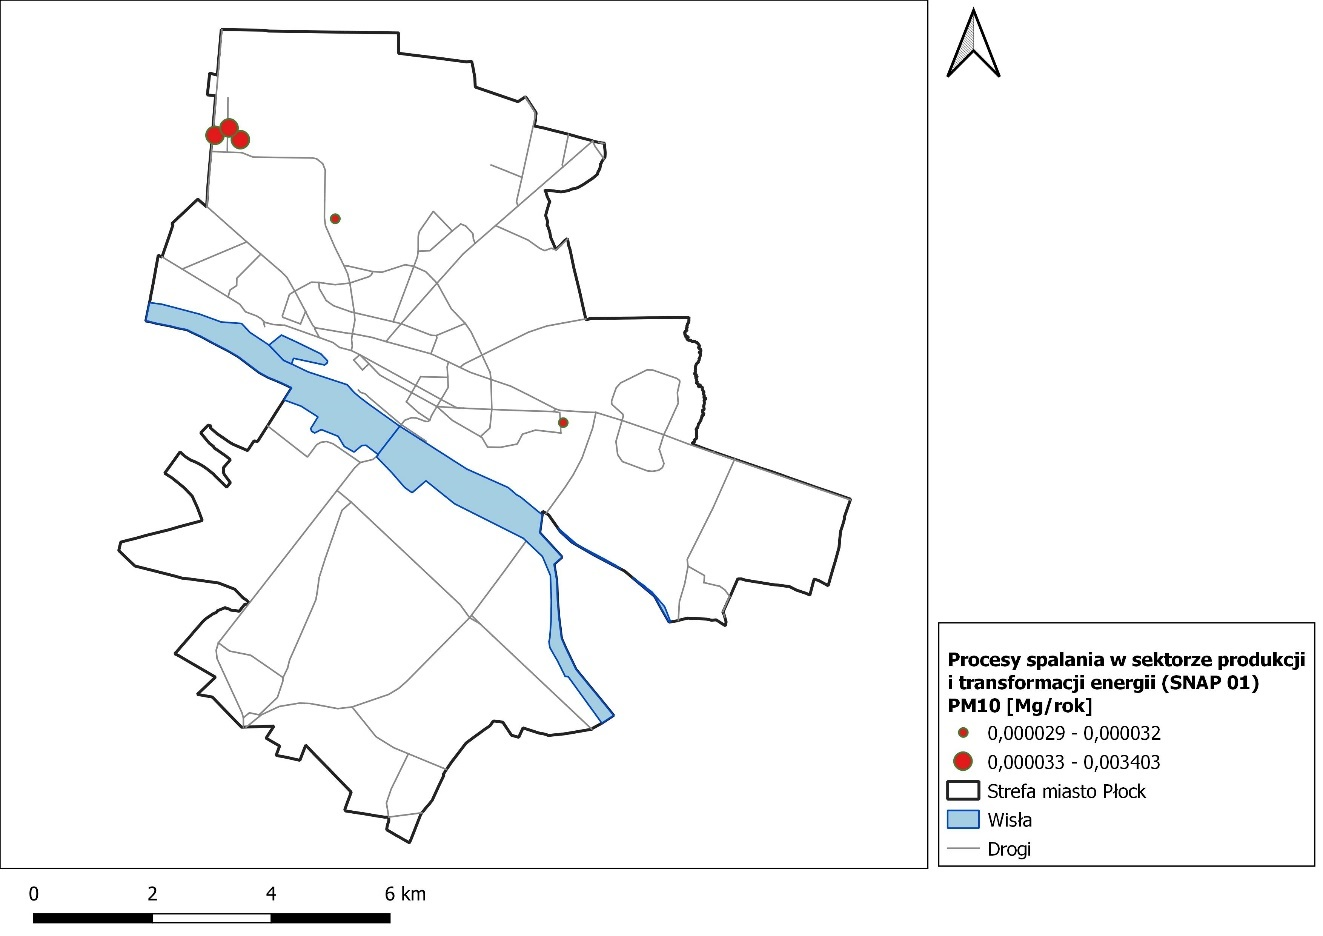 Procesy spalania w sektorze produkcji
i transformacji energii (SNAP 01)
PM10 [Mg/rok]
0,000029 - 0,000032
0,000033 - 0,003403
Strefa miasto Płock
Wisła
Drogi
0 2 4 6 km